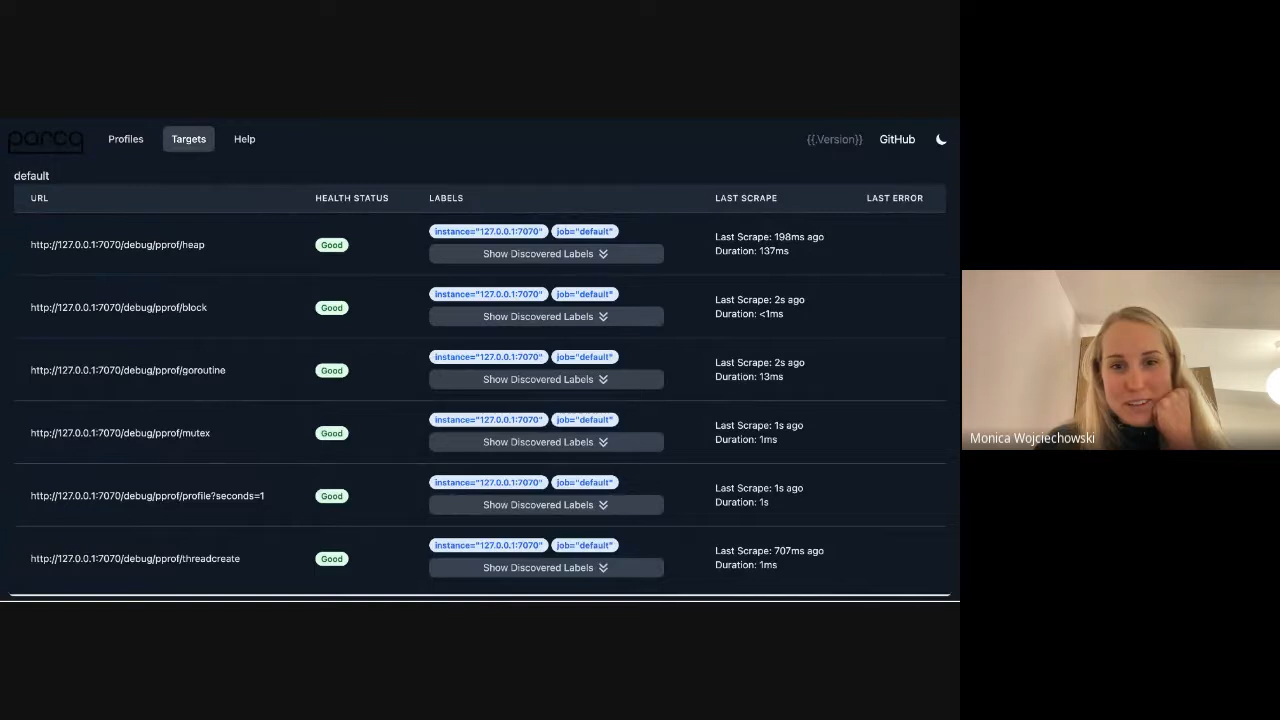 parca
Profiles
Targets
Help
{{.Version}}
GitHub
default
URL
HEALTH STATUS
LABELS
LAST SCRAPE
LAST ERROR
http://127.0.0.1:7070/debug/pprof/heap
Good
instance="127.0.0.1:7070" job="default"
Show Discovered Labels
Last Scrape: 198ms ago
Duration: 137ms
http://127.0.0.1:7070/debug/pprof/block
Good
instance="127.0.0.1:7070" job="default"
Show Discovered Labels
Last Scrape: 2s ago
Duration: <1ms
http://127.0.0.1:7070/debug/pprof/goroutine
Good
instance="127.0.0.1:7070" job="default"
Show Discovered Labels
Last Scrape: 2s ago
Duration: 13ms
http://127.0.0.1:7070/debug/pprof/mutex
Good
instance="127.0.0.1:7070" job="default"
Show Discovered Labels
Last Scrape: 1s ago
Duration: 1ms
http://127.0.0.1:7070/debug/pprof/profile?seconds=1
Good
instance="127.0.0.1:7070" job="default"
Show Discovered Labels
Last Scrape: 1s ago
Duration: 1s
http://127.0.0.1:7070/debug/pprof/threadcreate
Good
instance="127.0.0.1:7070" job="default"
Show Discovered Labels
Last Scrape: 707ms ago
Duration: 1ms
Monica Wojciechowski